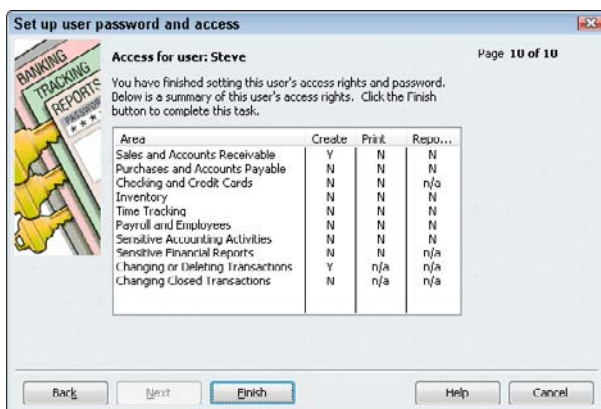 Set up user password and access
BANKING
TRACKING
REPORTS
PASSWORD
* * * *
Access for user: Steve
Page 10 of 10
You have finished setting this user's access rights and password.
Below is a summary of this user's access rights. Click the Finish
button to complete this task.
Area Create Print Repo...
Sales and Accounts Receivable Y N N
Purchases and Accounts Payable N N N
Checking and Credit Cards N N n/a
Inventory N N N
Time Tracking N N N
Payroll and Employees N N N
Sensitive Accounting Activities N N N
Sensitive Financial Reports N N n/a
Changing or Deleting Transactions Y n/a n/a
Changing Closed Transactions N n/a n/a
Back Next Finish Help Cancel